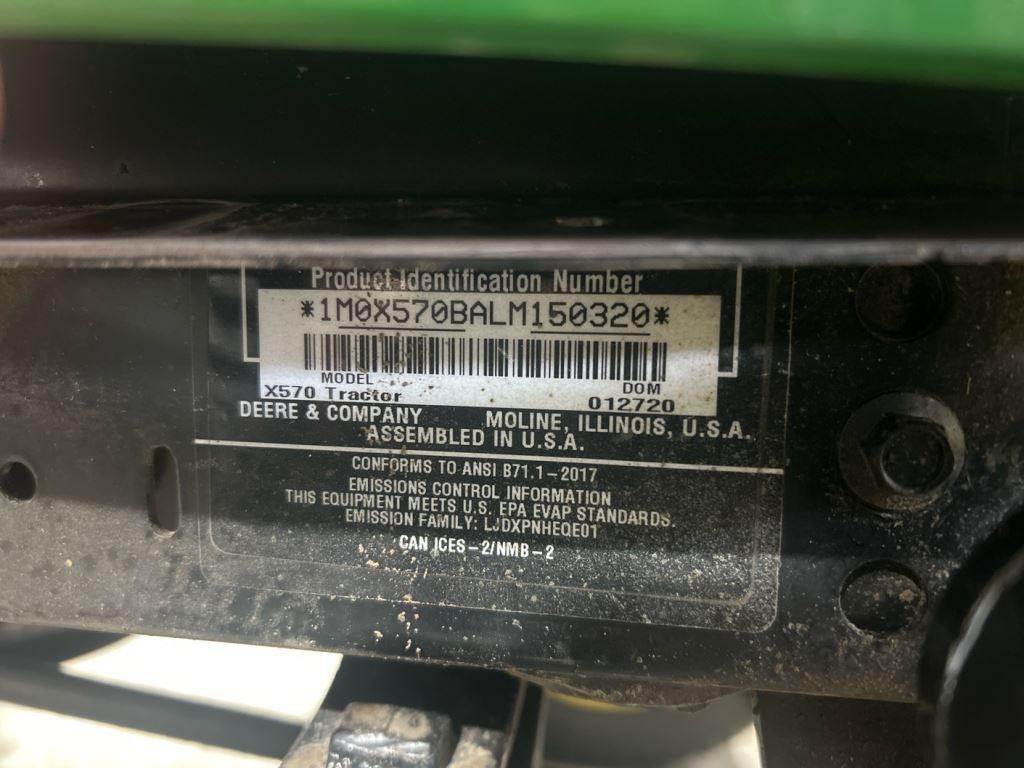 Product Identification Number
*1M0X570BALM150320*
MODEL DOM
X570 Tractor 012720
DEERE & COMPANY MOLINE, ILLINOIS, U.S.A.
ASSEMBLED IN U.S.A.
CONFORMS TO ANSI B71.1-2017
EMISSIONS CONTROL INFORMATION
THIS EQUIPMENT MEETS U.S. EPA EVAP STANDARDS.
EMISSION FAMILY: LJDXPNHEQE01
CAN ICES-2/NMB-2